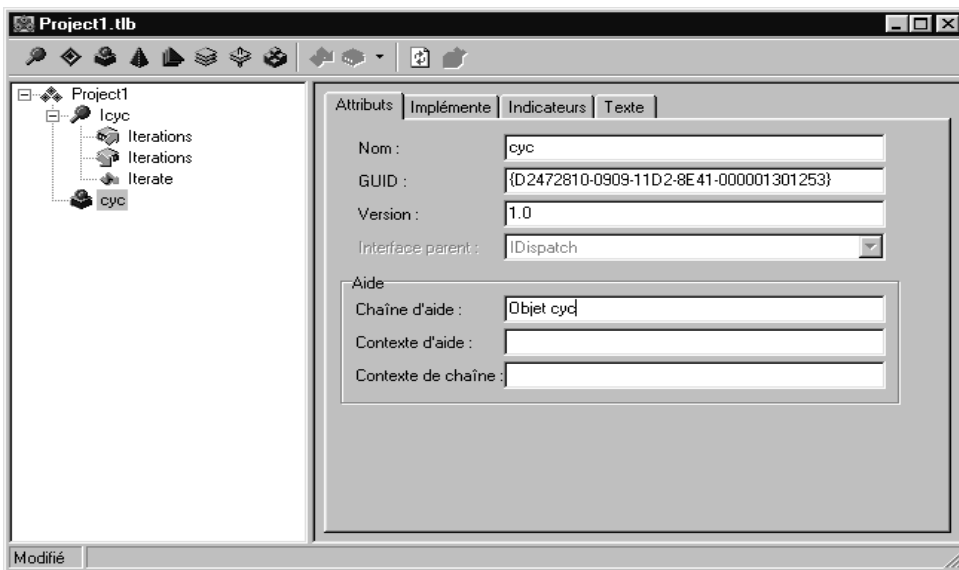 Project1.tlb
Project1
Icyc
Iterations
Iterations
Iterate
cyc
Attributs
Implémente
Indicateurs
Texte
Nom :
cyc
GUID :
{D2472810-0909-11D2-8E41-000001301253}
Version :
1.0
Interface parent :
IDispatch
Aide
Chaîne d'aide :
Objet cyc
Contexte d'aide :
Contexte de chaîne :
Modifié